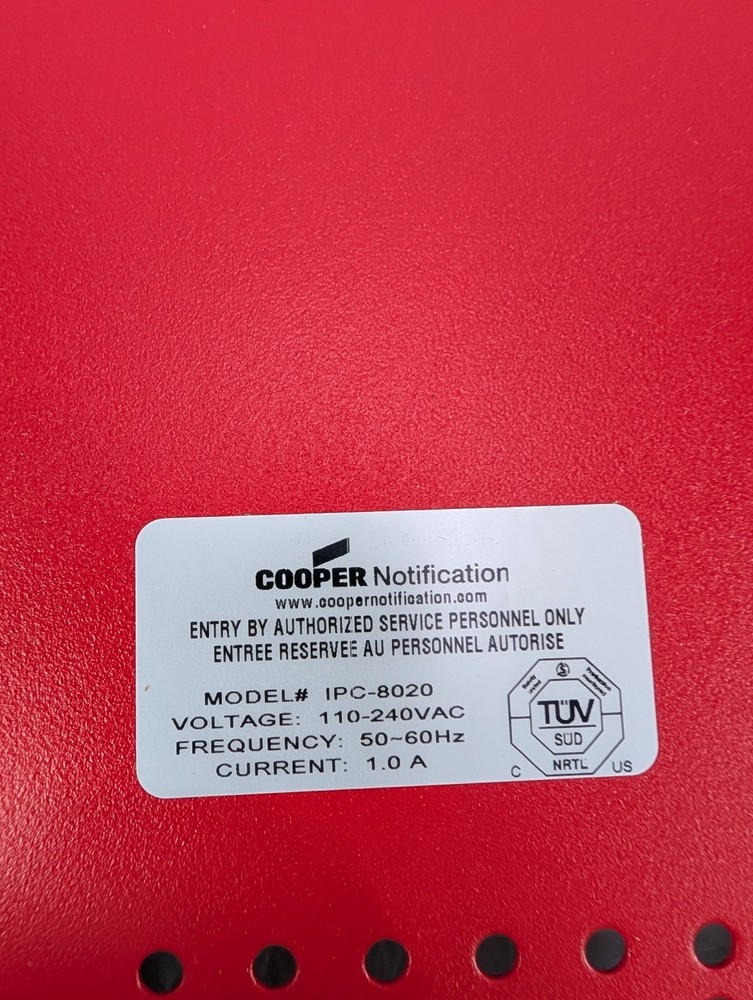 COOPER Notification
www.coopernotification.com
ENTRY BY AUTHORIZED SERVICE PERSONNEL ONLY
ENTREE RESERVEE AU PERSONNEL AUTORISE
MODEL# IPC-8020
VOLTAGE: 110-240VAC
FREQUENCY: 50~60Hz
CURRENT: 1.0 A
TÜV
SÜD
NRTL
C US